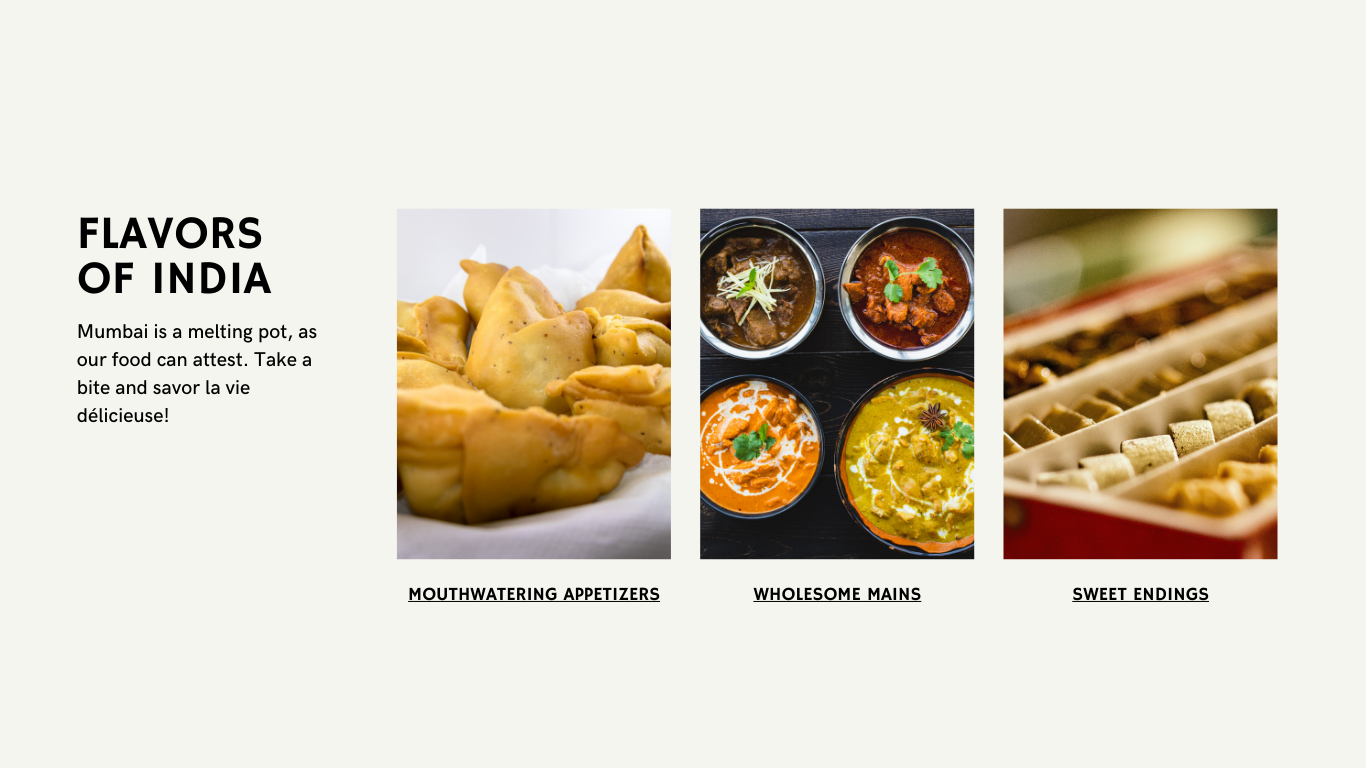 FLAVORS
OF INDIA
Mumbai is a melting pot, as
our food can attest. Take a
bite and savor la vie
délicieuse!
MOUTHWATERING APPETIZERS
WHOLESOME MAINS
SWEET ENDINGS